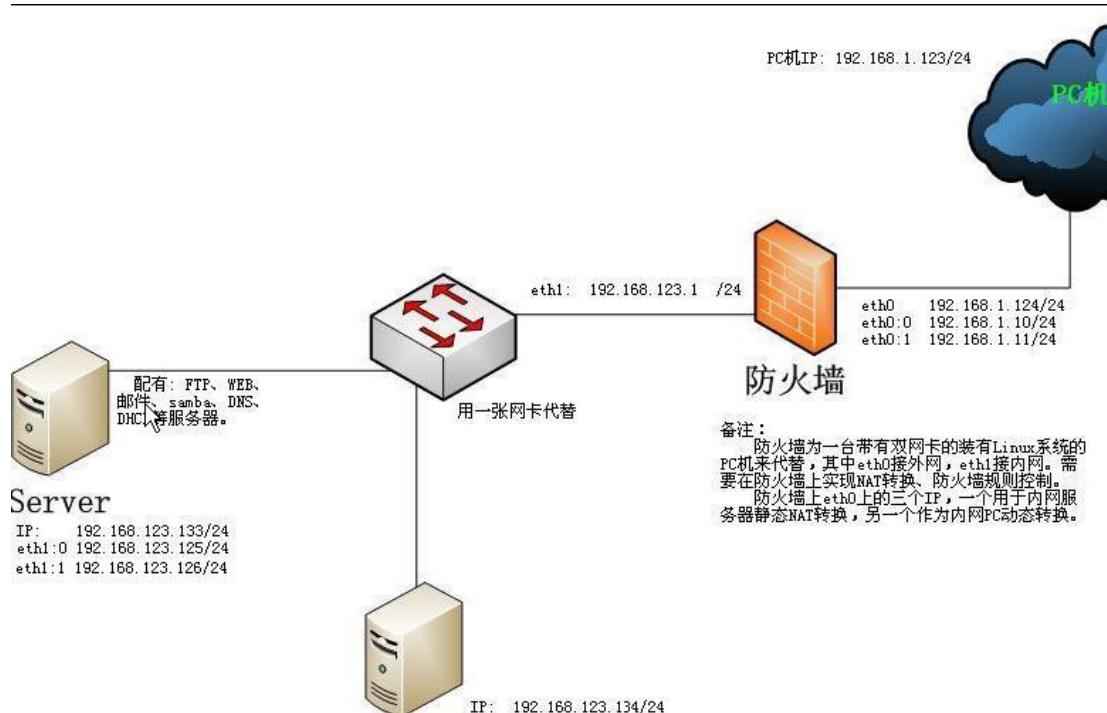 PC机IP: 192.168.1.123/24
PC机
eth1: 192.168.123.1 /24
eth0 192.168.1.124/24
eth0:0 192.168.1.10/24
eth0:1 192.168.1.11/24
防火墙
配有: FTP、WEB、
邮件、samba、DNS、
DHC 等服务器。
用一张网卡代替
备注：
防火墙为一台带有双网卡的装有Linux系统的
PC机来代替，其中eth0接外网，eth1接内网。需
要在防火墙上实现NAT转换、防火墙规则控制。
防火墙上eth0上的三个IP，一个用于内网服
务器静态NAT转换，另一个作为内网PC动态转换。
Server
IP: 192.168.123.133/24
eth1:0 192.168.123.125/24
eth1:1 192.168.123.126/24
IP: 192.168.123.134/24